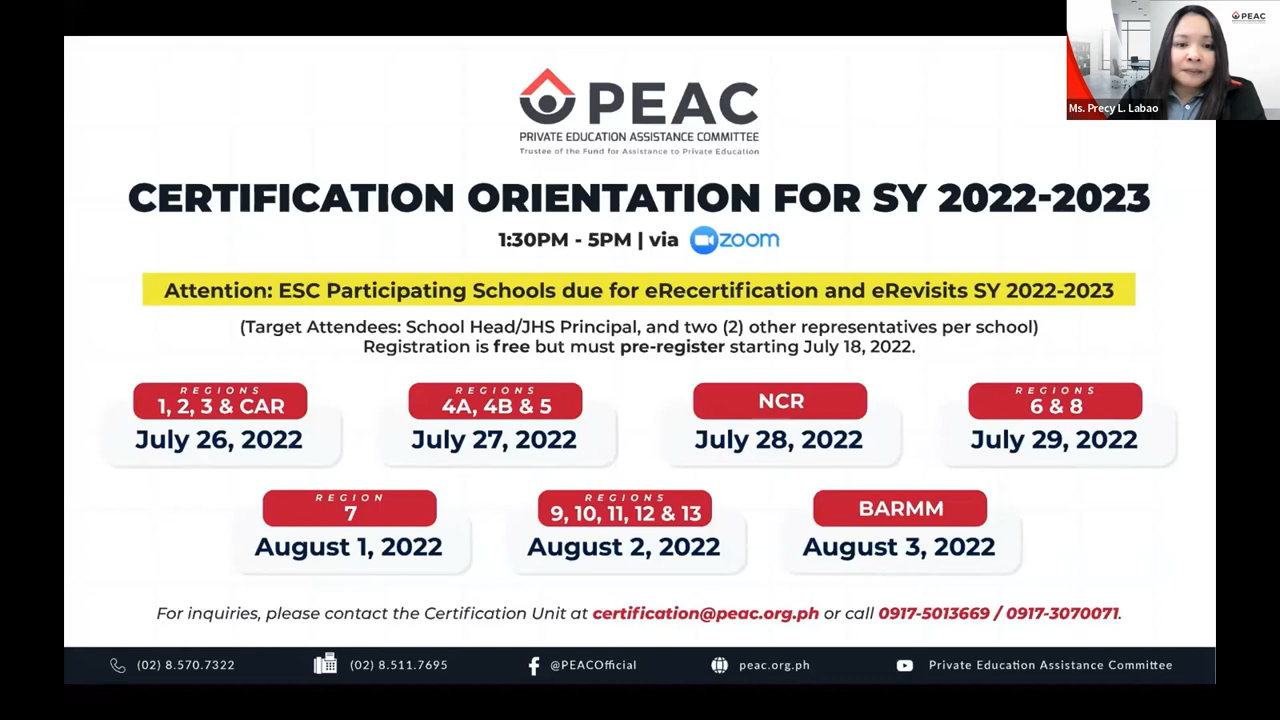 PEAC
Ms. Precy L. Labao
PEAC
PRIVATE EDUCATION ASSISTANCE COMMITTEE
Trustee of the Fund for Assistance to Private Education
CERTIFICATION ORIENTATION FOR SY 2022-2023
1:30PM - 5PM | via zoom
Attention: ESC Participating Schools due for eRecertification and eRevisits SY 2022-2023
(Target Attendees: School Head/JHS Principal, and two (2) other representatives per school)
Registration is free but must pre-register starting July 18, 2022.
REGIONS
1, 2, 3 & CAR
July 26, 2022
REGIONS
4A, 4B & 5
July 27, 2022
NCR
July 28, 2022
REGIONS
6 & 8
July 29, 2022
REGION
7
August 1, 2022
REGIONS
9, 10, 11, 12 & 13
August 2, 2022
BARMM
August 3, 2022
For inquiries, please contact the Certification Unit at certification@peac.org.ph or call 0917-5013669 / 0917-3070071.
(02) 8.570.7322
(02) 8.511.7695
@PEACOfficial
peac.org.ph
Private Education Assistance Committee